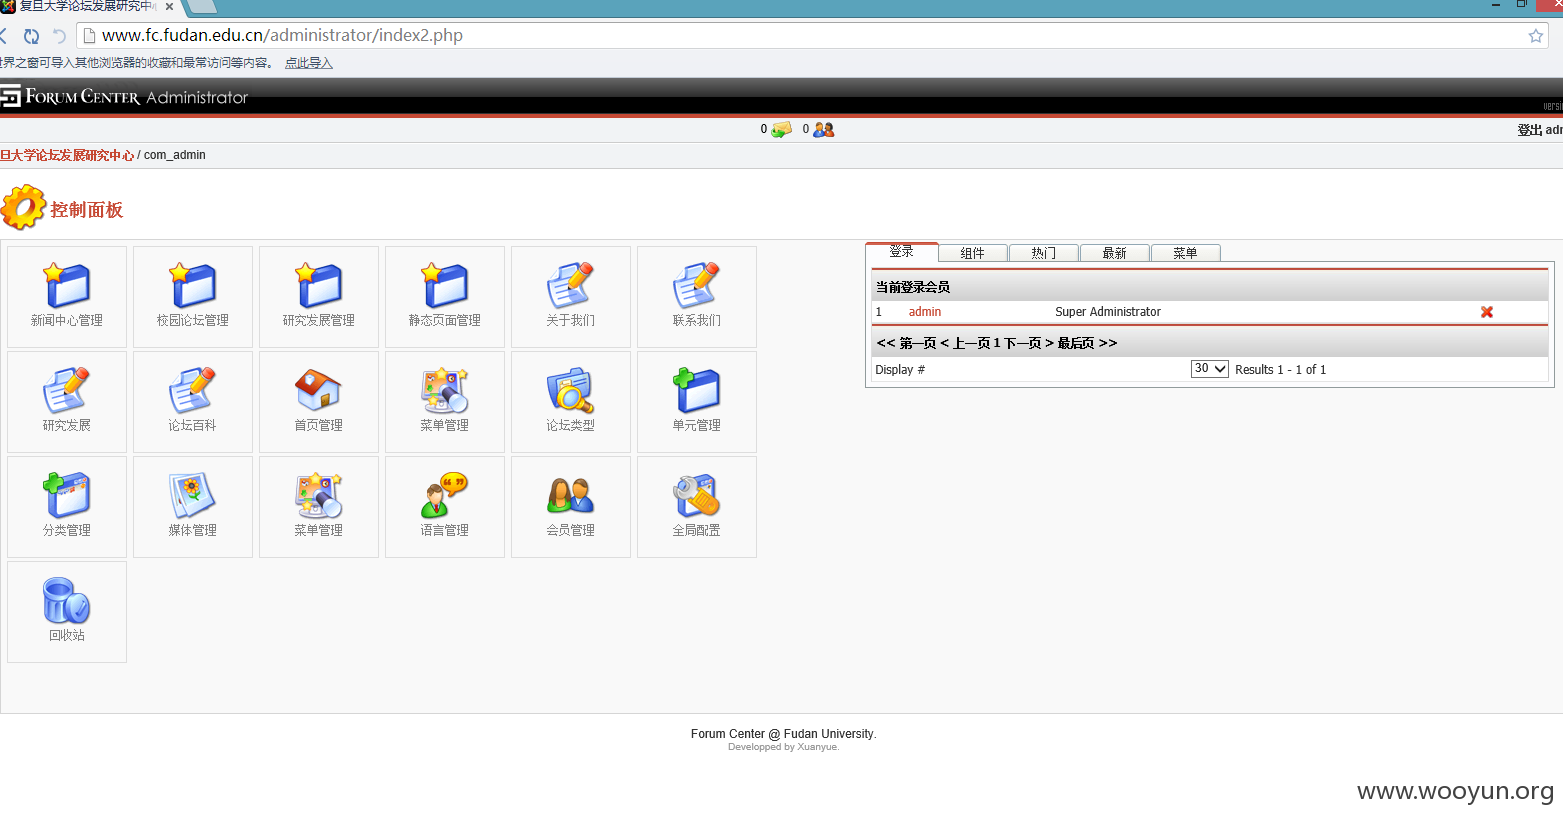 复旦大学论坛发展研究中
www.fc.fudan.edu.cn/administrator/index2.php
世界之窗可导入其他浏览器的收藏和最常访问等内容。 点此导入
FORUM CENTER Administrator
versi
0 0 登出 adm
旦大学论坛发展研究中心 / com_admin
控制面板
登录 组件 热门 最新 菜单
当前登录会员
1 admin Super Administrator
<< 第一页 < 上一页 1 下一页 > 最后页 >>
Display # 30 Results 1 - 1 of 1
新闻中心管理 校园论坛管理 研究发展管理 静态页面管理 关于我们 联系我们
研究发展 论坛百科 首页管理 菜单管理 论坛类型 单元管理
分类管理 媒体管理 菜单管理 语言管理 会员管理 全局配置
回收站
Forum Center @ Fudan University.
Developped by Xuanyue.
www.wooyun.org